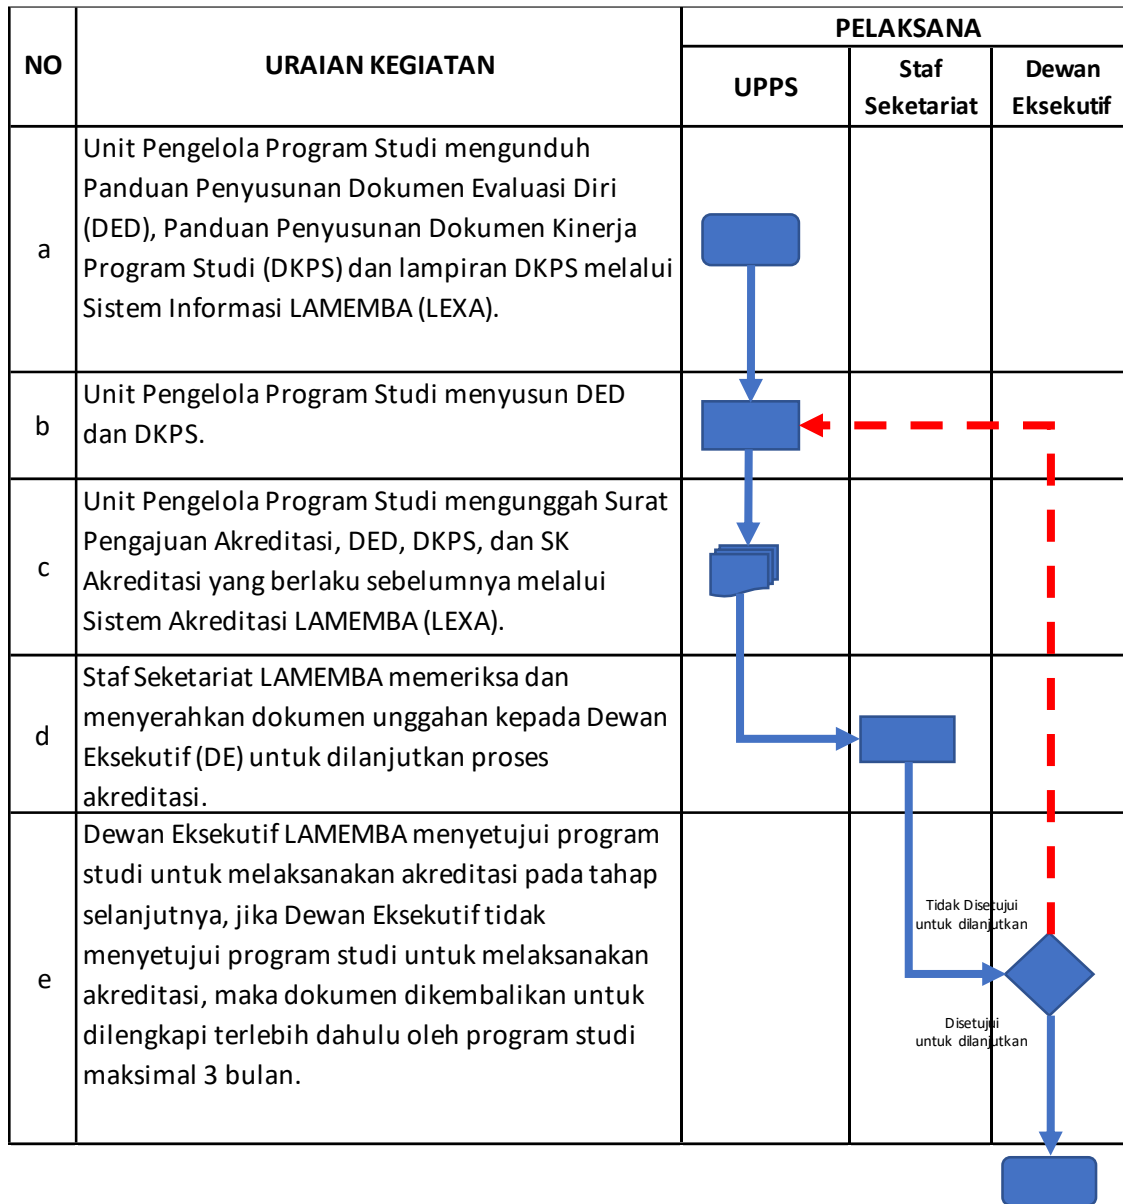 NO
URAIAN KEGIATAN
PELAKSANA
UPPS
Staf
Seketariat
Dewan
Eksekutif
a
Unit Pengelola Program Studi mengunduh
Panduan Penyusunan Dokumen Evaluasi Diri
(DED), Panduan Penyusunan Dokumen Kinerja
Program Studi (DKPS) dan lampiran DKPS melalui
Sistem Informasi LAMEMBA (LEXA).
b
Unit Pengelola Program Studi menyusun DED
dan DKPS.
c
Unit Pengelola Program Studi mengunggah Surat
Pengajuan Akreditasi, DED, DKPS, dan SK
Akreditasi yang berlaku sebelumnya melalui
Sistem Akreditasi LAMEMBA (LEXA).
d
Staf Seketariat LAMEMBA memeriksa dan
menyerahkan dokumen unggahan kepada Dewan
Eksekutif (DE) untuk dilanjutkan proses
akreditasi.
e
Dewan Eksekutif LAMEMBA menyetujui program
studi untuk melaksanakan akreditasi pada tahap
selanjutnya, jika Dewan Eksekutif tidak
menyetujui program studi untuk melaksanakan
akreditasi, maka dokumen dikembalikan untuk
dilengkapi terlebih dahulu oleh program studi
maksimal 3 bulan.
Tidak Disetujui
untuk dilanjutkan
Disetujui
untuk dilanjutkan